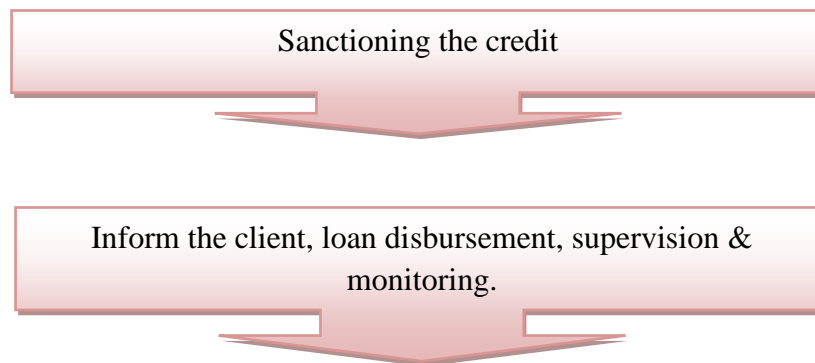 Sanctioning the credit
Inform the client, loan disbursement, supervision &
monitoring.